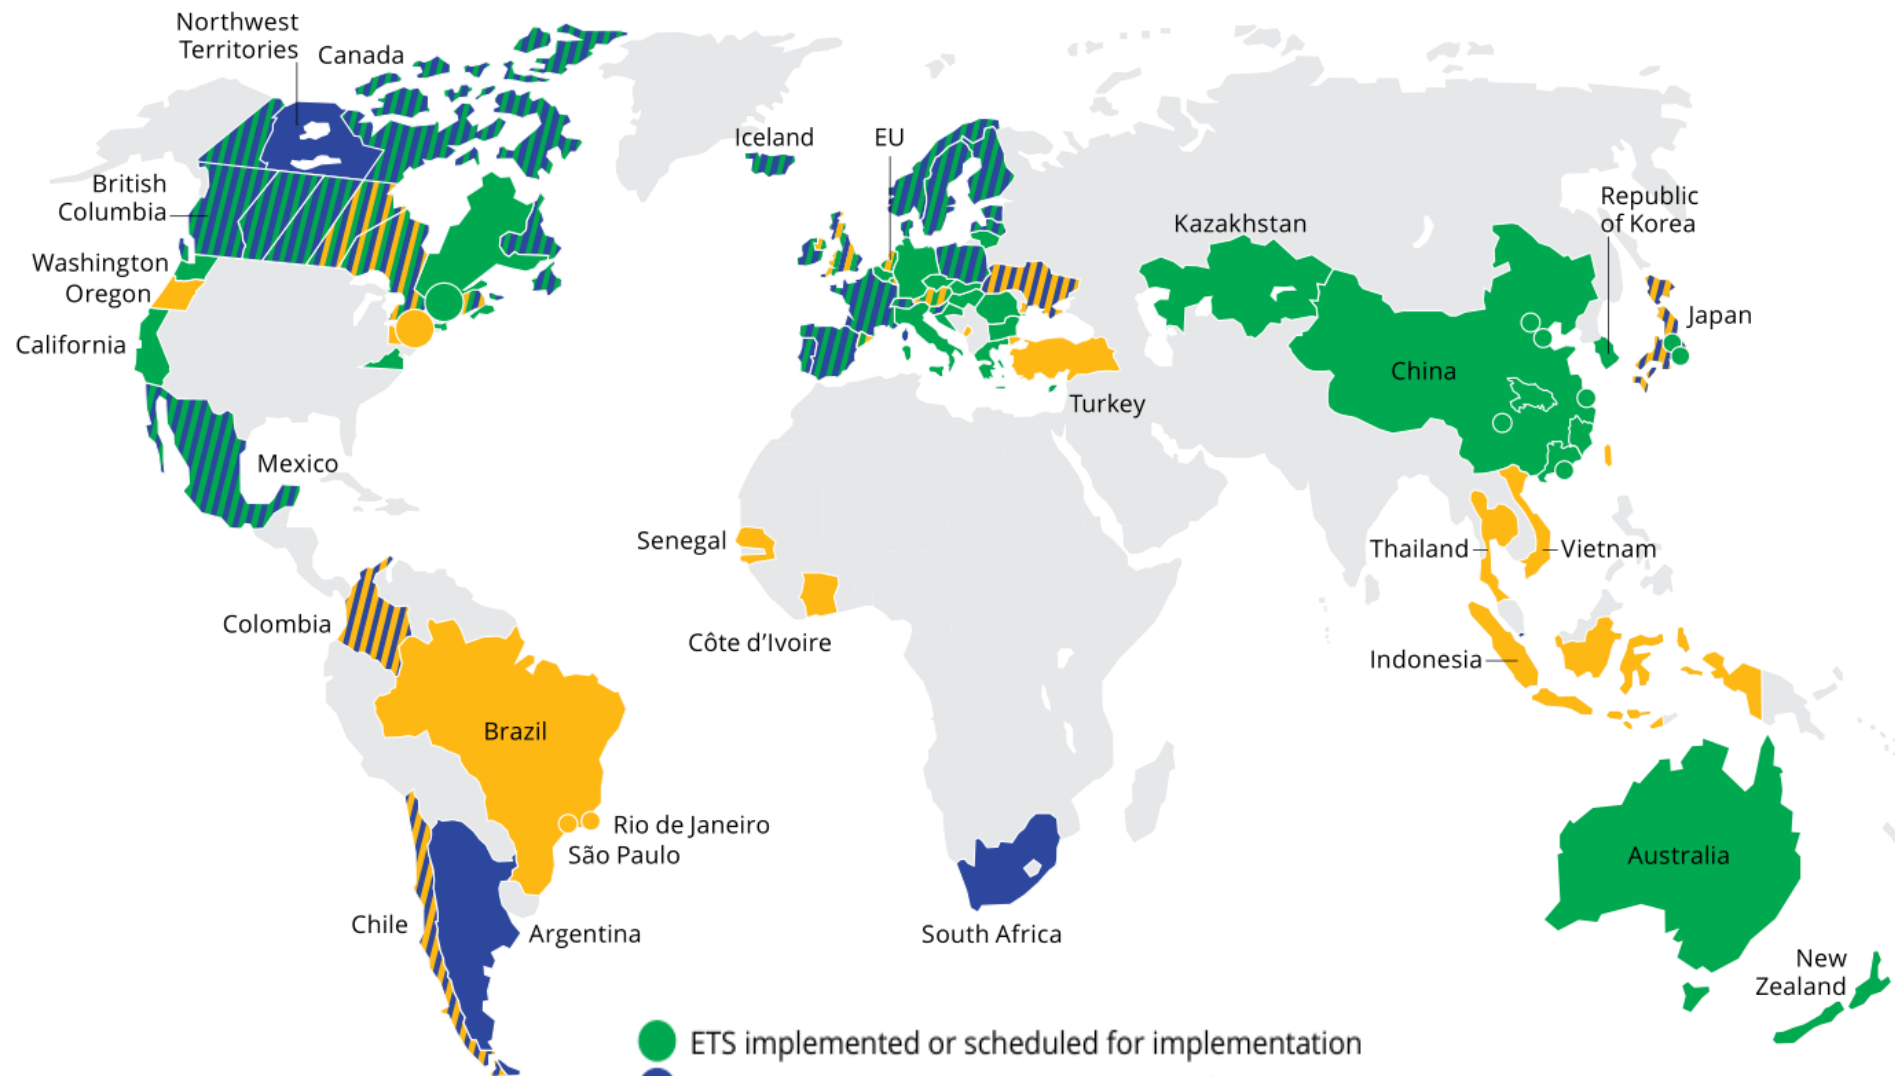 Northwest
Territories
Canada
Iceland
EU
British
Columbia
Republic
of Korea
Kazakhstan
Washington
Oregon
Japan
California
China
Turkey
Mexico
Senegal
Thailand
Vietnam
Colombia
Côte d’Ivoire
Indonesia
Brazil
Rio de Janeiro
São Paulo
Australia
Chile
Argentina
South Africa
New
Zealand
ETS implemented or scheduled for implementation